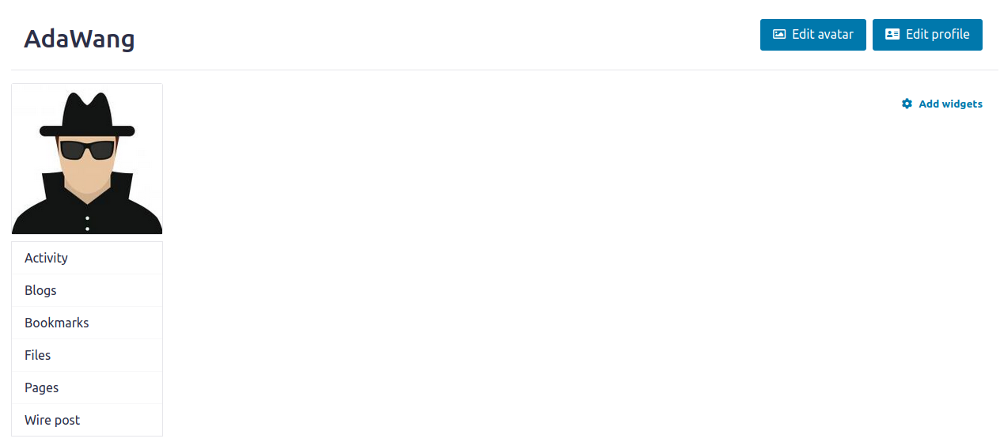 AdaWang
Edit avatar
Edit profile
Add widgets
Activity
Blogs
Bookmarks
Files
Pages
Wire post